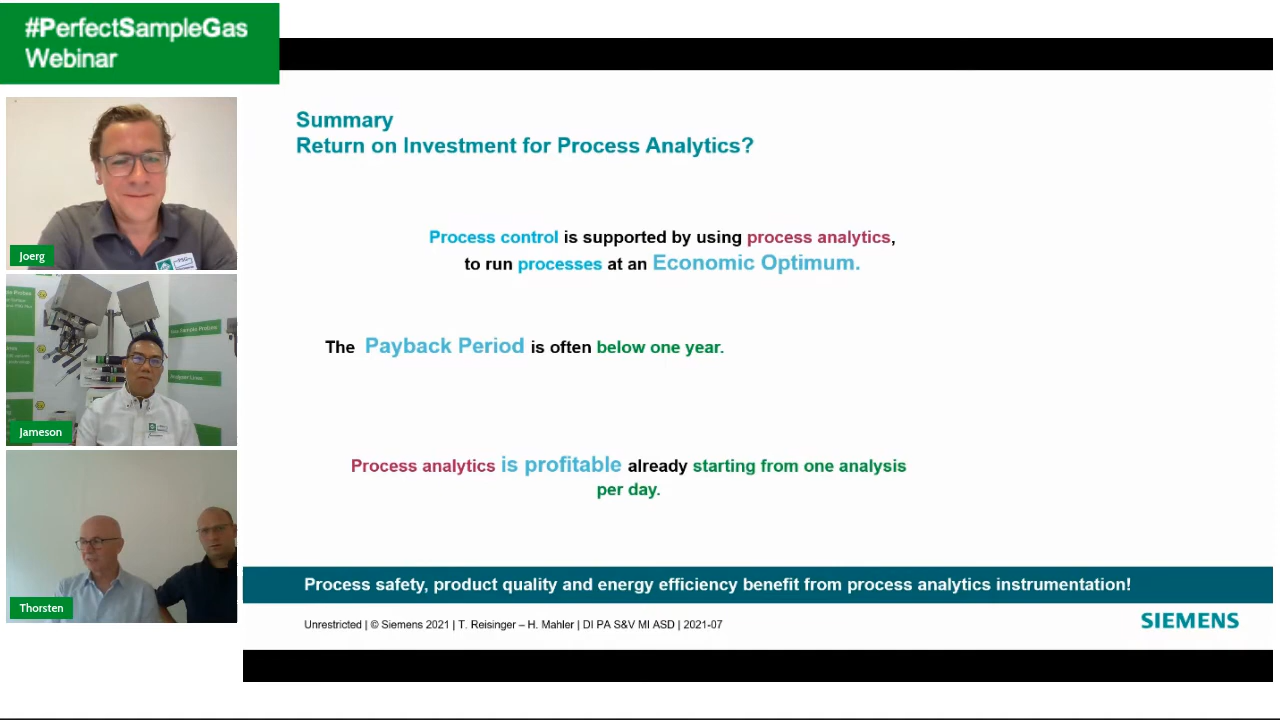 #PerfectSampleGas
Webinar
Joerg
Jameson
Thorsten
Summary
Return on Investment for Process Analytics?
Process control is supported by using process analytics,
to run processes at an Economic Optimum.
The Payback Period is often below one year.
Process analytics is profitable already starting from one analysis
per day.
Process safety, product quality and energy efficiency benefit from process analytics instrumentation!
Unrestricted | © Siemens 2021 | T. Reisinger – H. Mahler | DI PA S&V MI ASD | 2021-07
SIEMENS